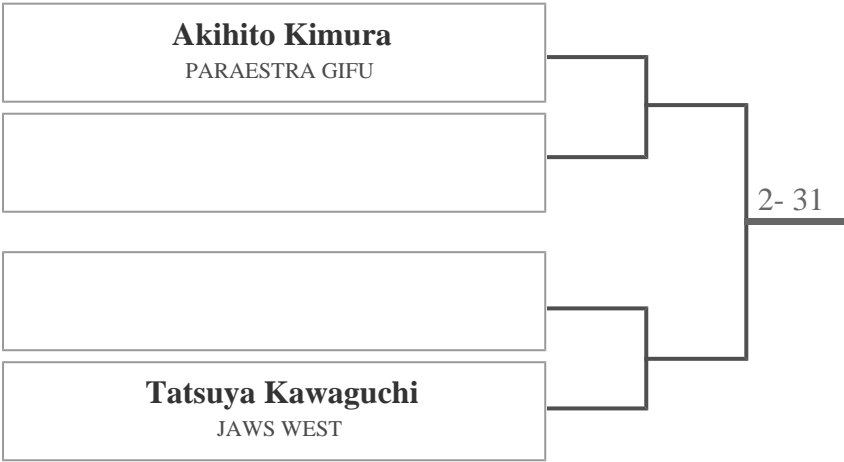 Akihito Kimura
PARAESTRA GIFU
2- 31
Tatsuya Kawaguchi
JAWS WEST